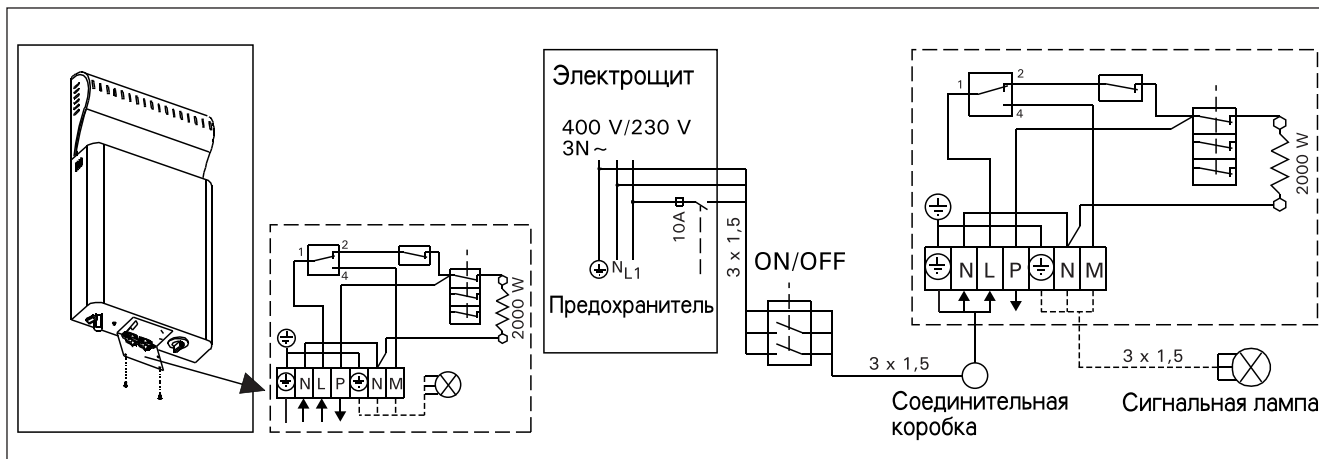 1
2
4
2000 W
N L P N M
Электрощит
400 V/230 V
3N ~
10A
N L1
Предохранитель
3 x 1,5
ON/OFF
3 x 1,5
Соединительная
коробка
1
2
4
2000 W
N L P N M
3 x 1,5
Сигнальная лампа